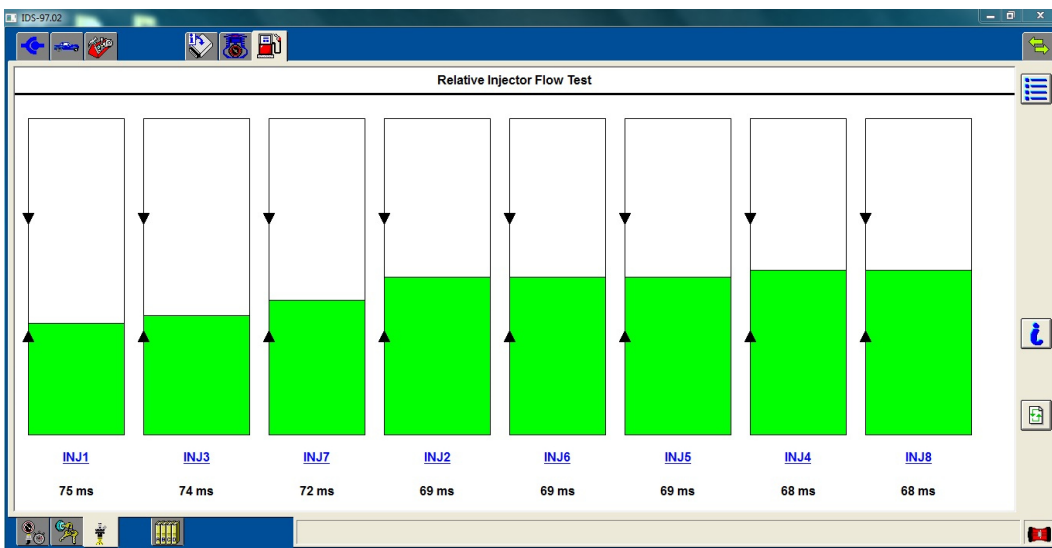 IDS-97.02
Relative Injector Flow Test
INJ1 INJ3 INJ7 INJ2 INJ6 INJ5 INJ4 INJ8
75 ms 74 ms 72 ms 69 ms 69 ms 69 ms 68 ms 68 ms